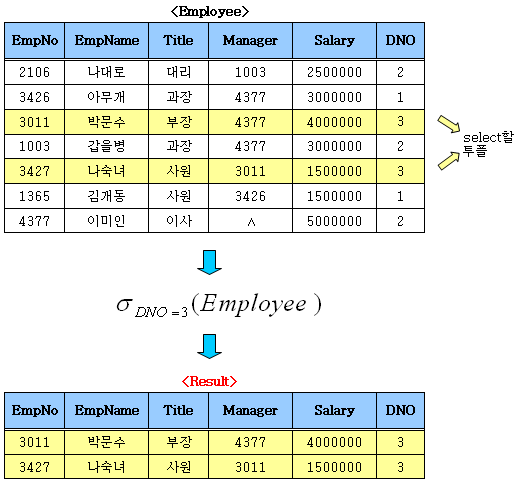 <Employee>
EmpNo EmpName Title Manager Salary DNO
2106 나대로 대리 1003 2500000 2
3426 아무개 과장 4377 3000000 1
3011 박문수 부장 4377 4000000 3
1003 갑을병 과장 4377 3000000 2
3427 나숙녀 사원 3011 1500000 3
1365 김개동 사원 3426 1500000 1
4377 이미인 이사 ∧ 5000000 2
select할
투플
σ DNO=3 (Employee)
<Result>
EmpNo EmpName Title Manager Salary DNO
3011 박문수 부장 4377 4000000 3
3427 나숙녀 사원 3011 1500000 3